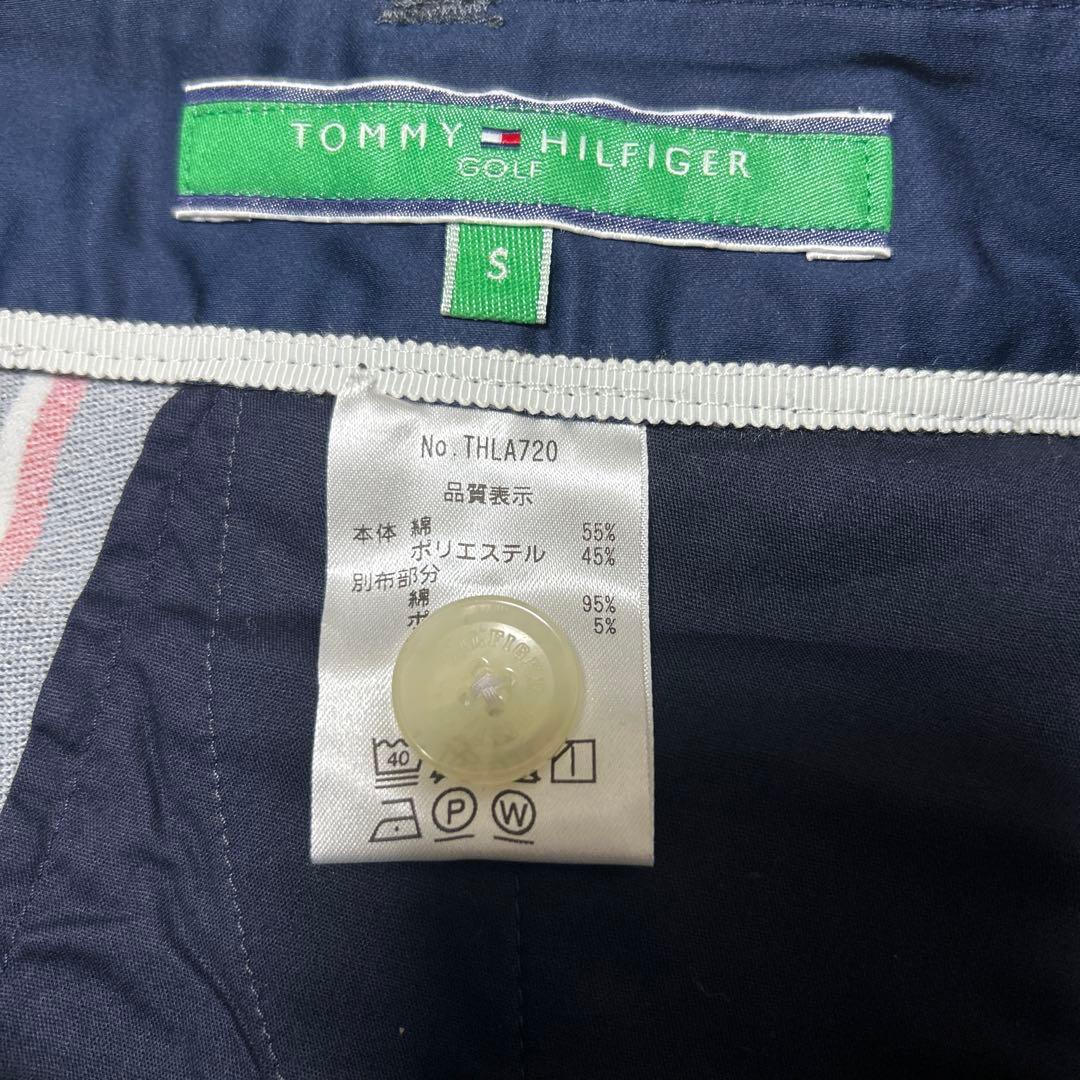 TOMMY HILFIGER
GOLF
S
No.THLA720
品質表示
本体 綿 55%
ポリエステル 45%
別布部分
綿 95%
5%
40
P W